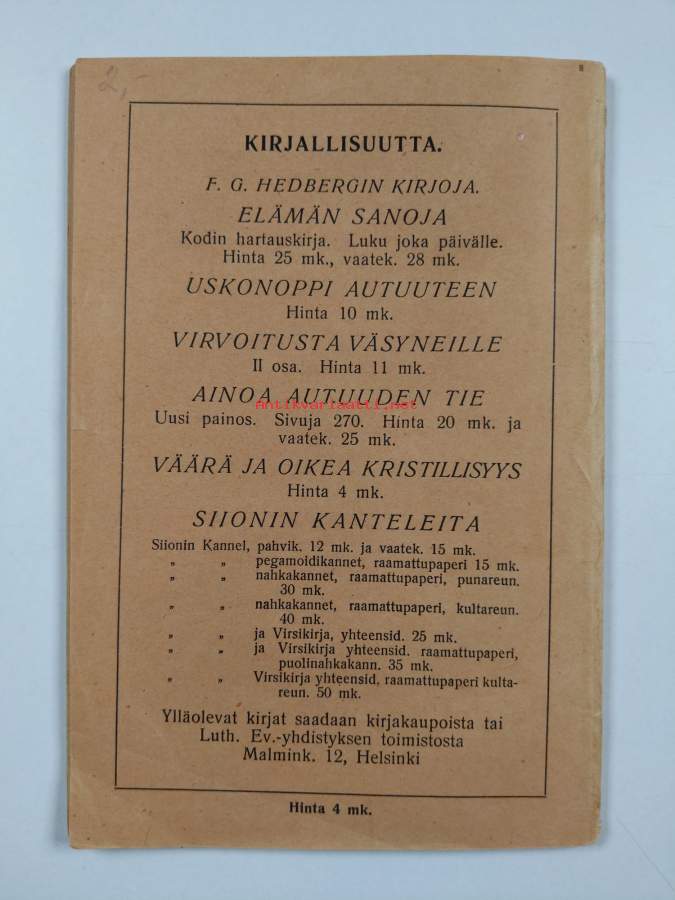 2,-
KIRJALLISUUTTA.
F. G. HEDBERGIN KIRJOJA.
ELÄMÄN SANOJA
Kodin hartauskirja. Luku joka päivälle.
Hinta 25 mk., vaatek. 28 mk.
USKONOPPI AUTUUTEEN
Hinta 10 mk.
VIRVOITUSTA VÄSYNEILLE
II osa. Hinta 11 mk.
AINOA AUTUUDEN TIE
Antikvariaatti.net
Uusi painos. Sivuja 270. Hinta 20 mk. ja
vaatek. 25 mk.
VÄÄRÄ JA OIKEA KRISTILLISYYS
Hinta 4 mk.
SIIONIN KANTELEITA
Siionin Kannel, pahvik. 12 mk. ja vaatek. 15 mk.
„ „ pegamoidikannet, raamattupaperi 15 mk.
„ „ nahkakannet, raamattupaperi, punareun.
30 mk.
„ „ nahkakannet, raamattupaperi, kultareun.
40 mk.
„ „ ja Virsikirja, yhteensid. 25 mk.
„ „ ja Virsikirja yhteensid. raamattupaperi,
puolinahkakann. 35 mk.
„ „ Virsikirja yhteensid, raamattupaperi kulta-
reun. 50 mk.
Ylläolevat kirjat saadaan kirjakaupoista tai
Luth. Ev.-yhdistyksen toimistosta
Malmink. 12, Helsinki
Hinta 4 mk.